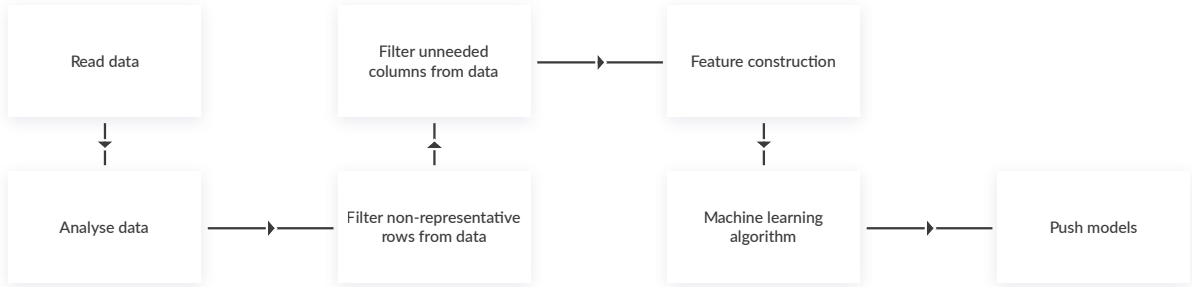 Read data
Analyse data
Filter non-representative
rows from data
Filter unneeded
columns from data
Feature construction
Machine learning
algorithm
Push models